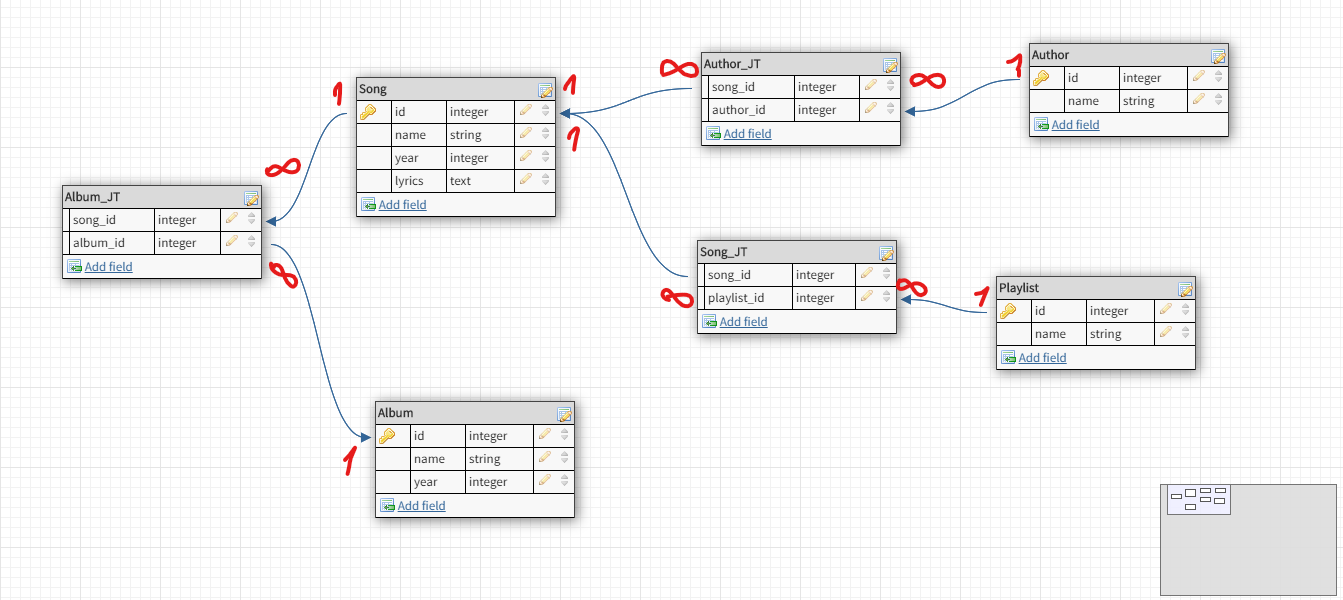 Song
id integer
name string
year integer
lyrics text
Add field
1
1
1
Author_JT
song_id integer
author_id integer
Add field
∞
∞
Author
id integer
name string
Add field
1
Album_JT
song_id integer
album_id integer
Add field
∞
∞
Song_JT
song_id integer
playlist_id integer
Add field
∞
∞
Playlist
id integer
name string
Add field
1
Album
id integer
name string
year integer
Add field
1